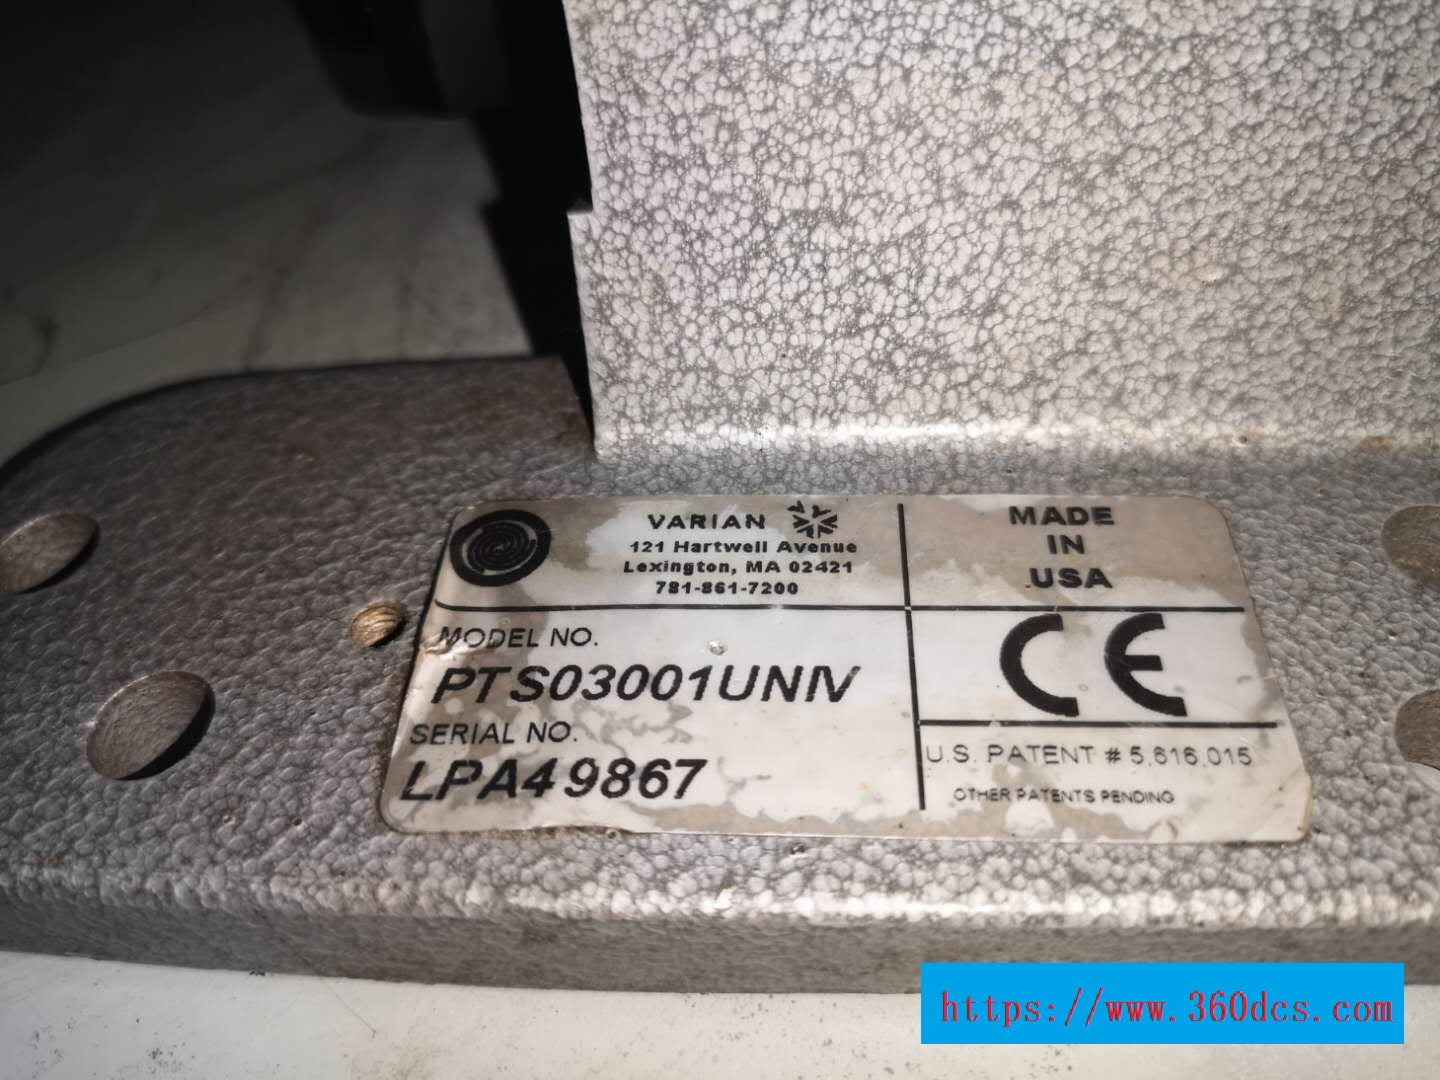 VARIAN
121 Hartwell Avenue
Lexington, MA 02421
781-861-7200
MADE
IN
USA
MODEL NO.
PTS03001UNIV
SERIAL NO.
LPA49867
CE
U.S. PATENT # 5,616,015
OTHER PATENTS PENDING
https://www.360dcs.com